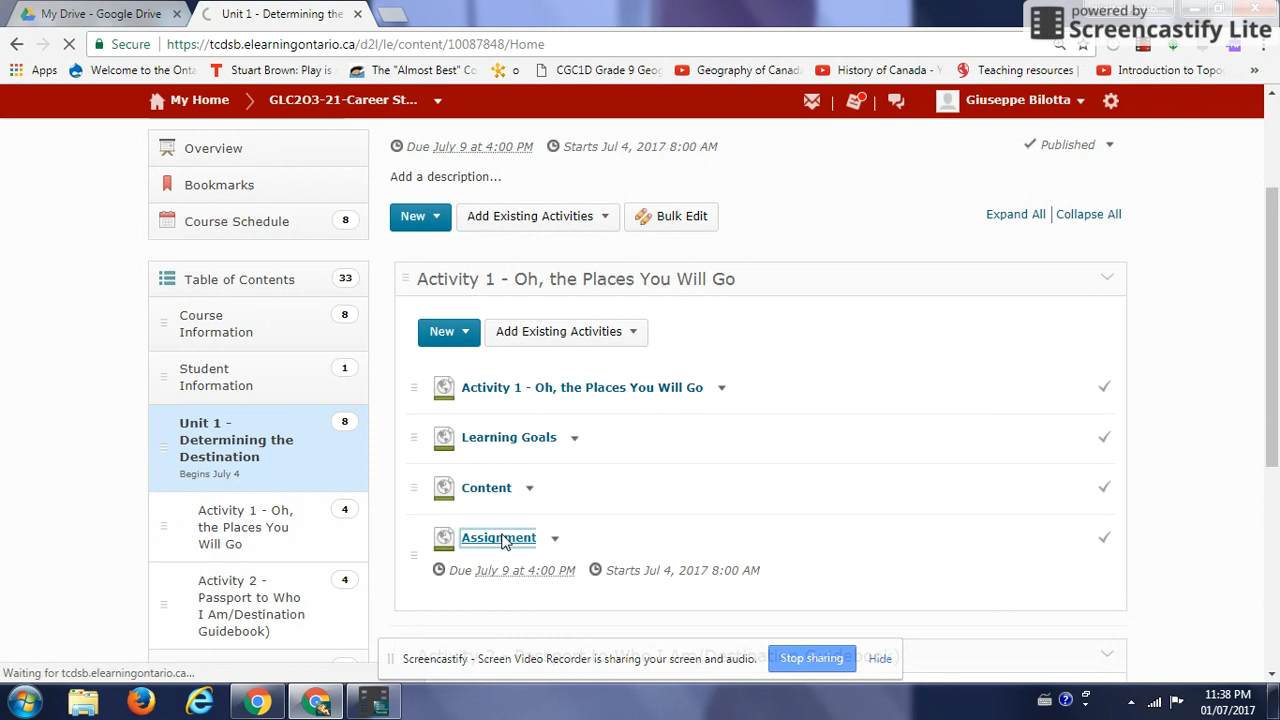 My Drive - Google Drive
Unit 1 - Determining the
powered by
Screencastify Lite
Secure
https://tcdsb.elearningontario.ca/d2l/le/content/10097848/Home
Apps
Welcome to the Onta
Stuart Brown: Play is
The "Almost Best" Co
CGC1D Grade 9 Geog
Geography of Canada
History of Canada - Y
Teaching resources |
Introduction to Topo
My Home
GLC2O3-21-Career St...
Giuseppe Bilotta
Overview
Bookmarks
Course Schedule
8
Due July 9 at 4:00 PM
Starts Jul 4, 2017 8:00 AM
Published
Add a description...
New
Add Existing Activities
Bulk Edit
Expand All | Collapse All
Table of Contents
33
Course
Information
8
Student
Information
1
Unit 1 -
Determining the
Destination
8
Begins July 4
Activity 1 - Oh,
the Places You
Will Go
4
Activity 2 -
Passport to Who
I Am/Destination
Guidebook)
4
Activity 1 - Oh, the Places You Will Go
New
Add Existing Activities
Activity 1 - Oh, the Places You Will Go
Learning Goals
Content
Assignment
Due July 9 at 4:00 PM
Starts Jul 4, 2017 8:00 AM
Screencastify - Screen Video Recorder is sharing your screen and audio.
Stop sharing
Hide
Waiting for tcdsb.elearningontario.ca...
11:38 PM
01/07/2017